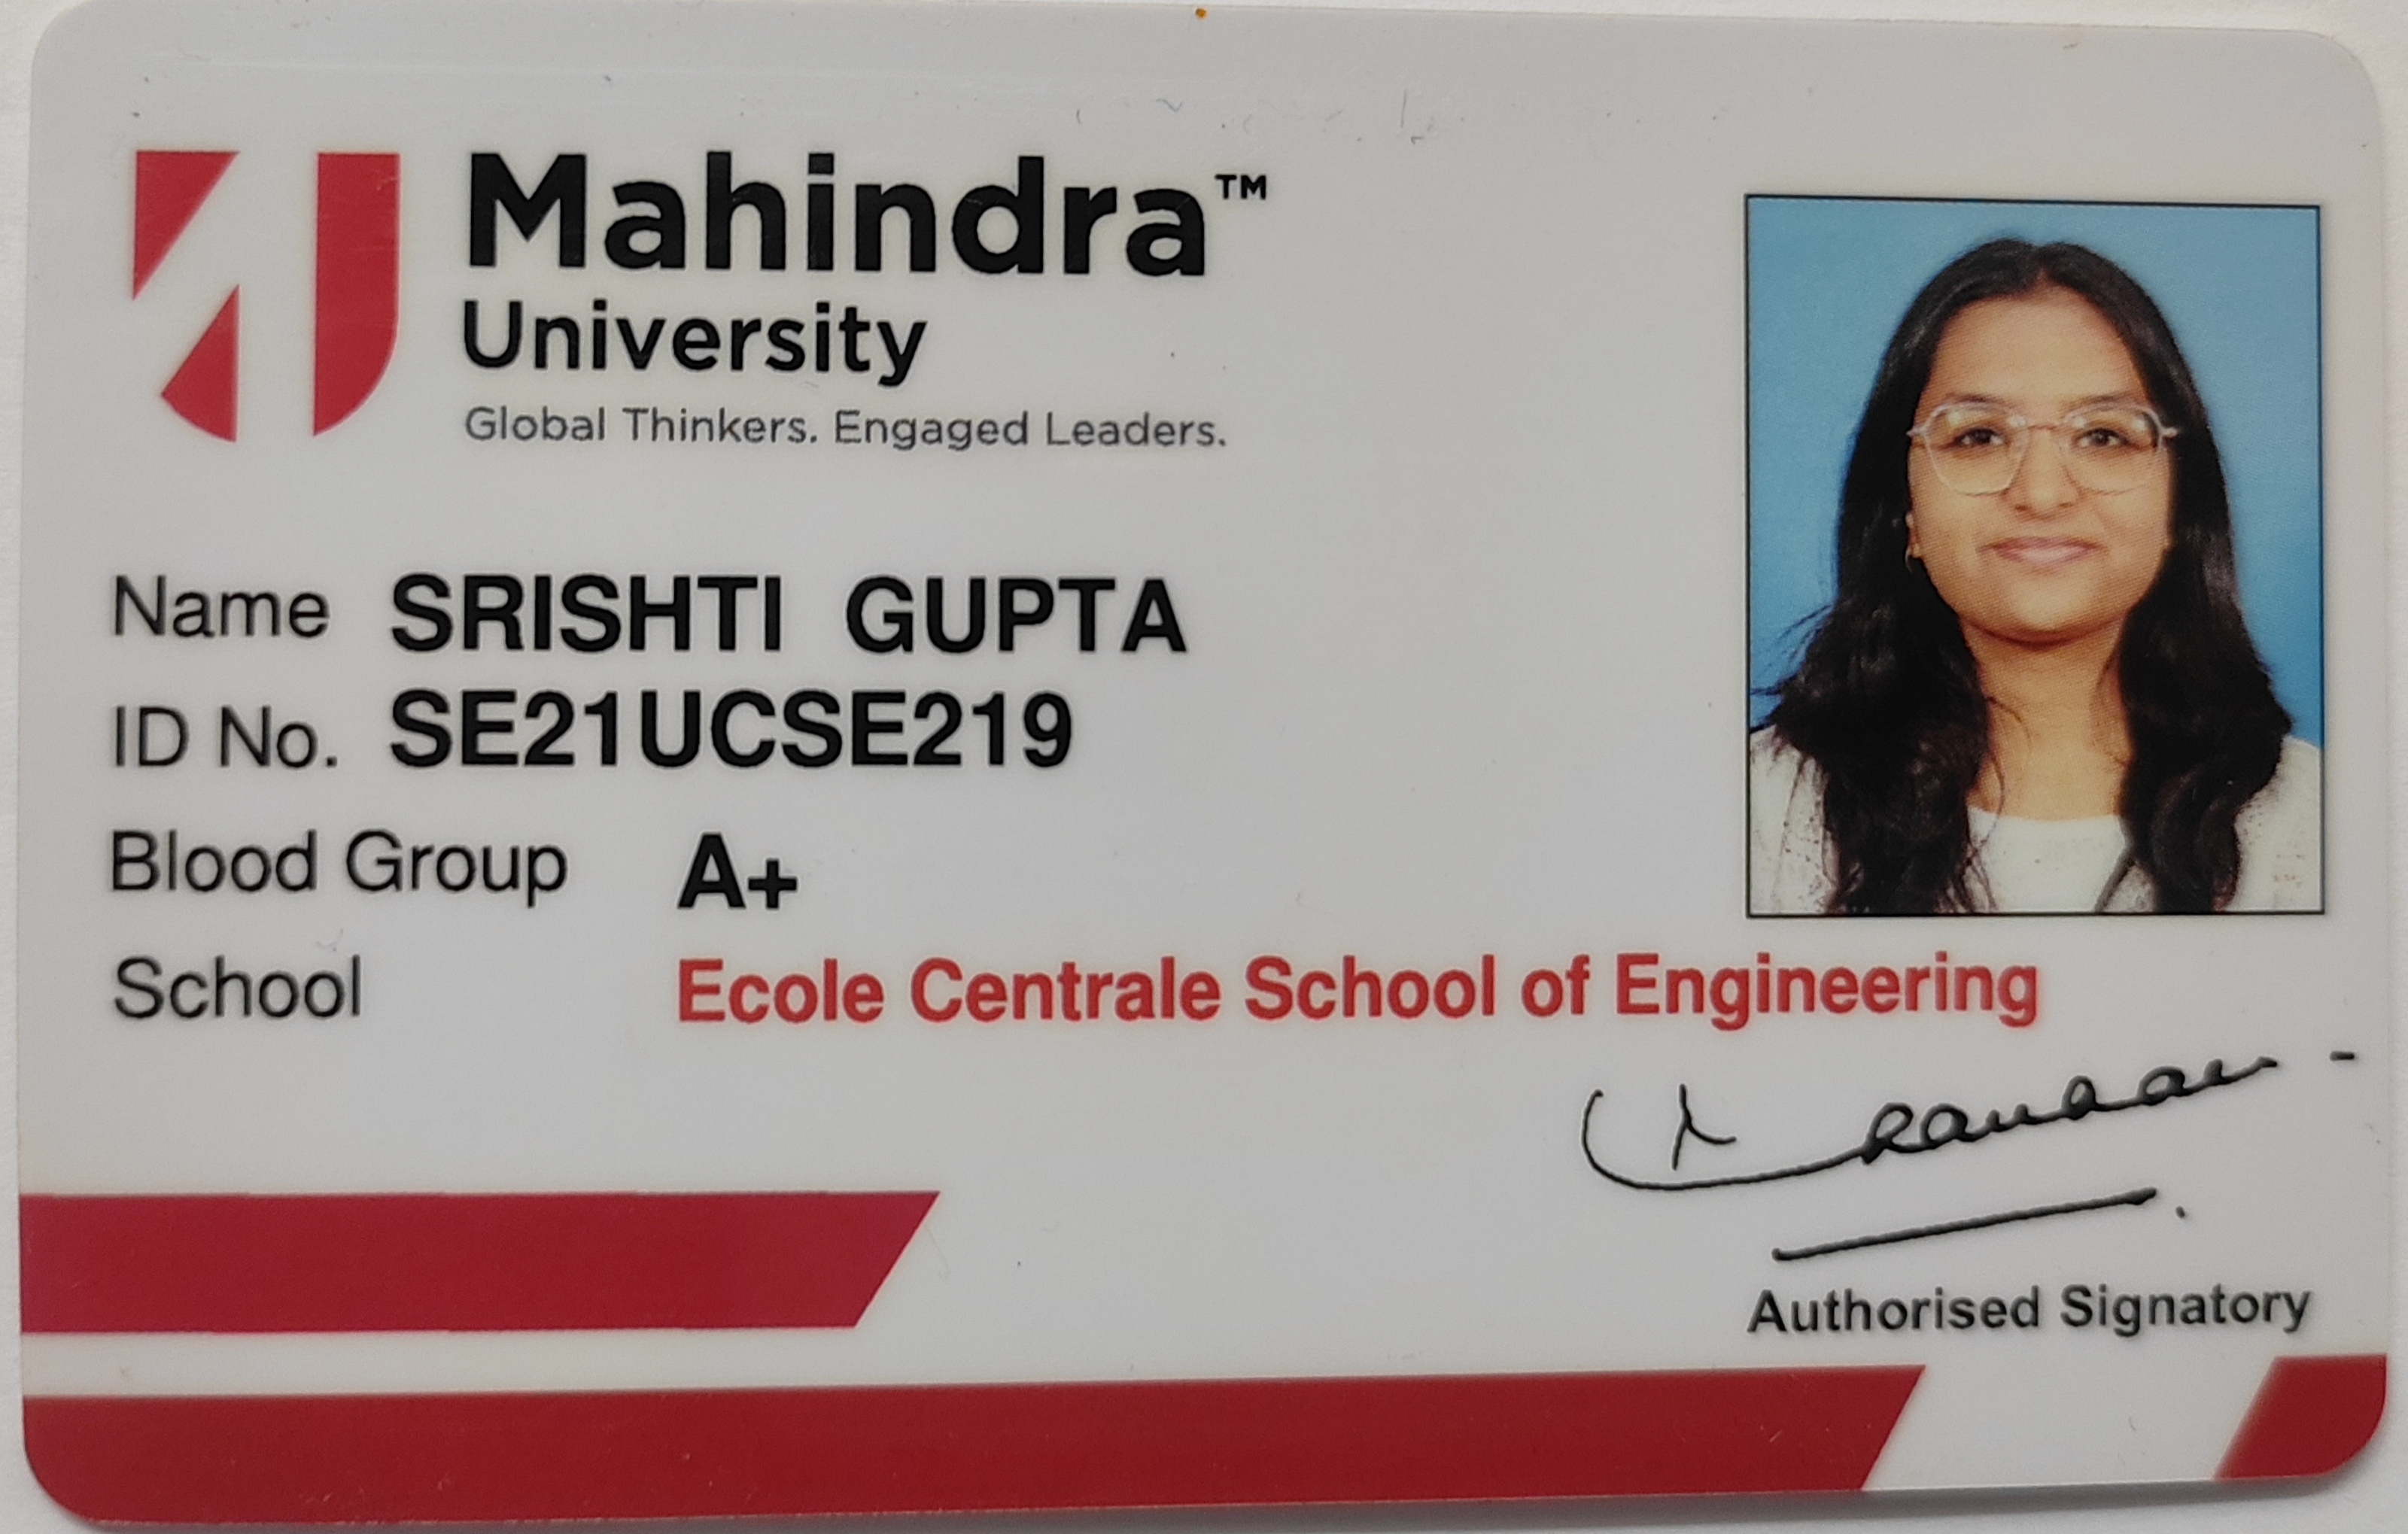 Mahindra™
University
Global Thinkers. Engaged Leaders.
Name SRISHTI GUPTA
ID No. SE21UCSE219
Blood Group A+
School Ecole Centrale School of Engineering
Authorised Signatory